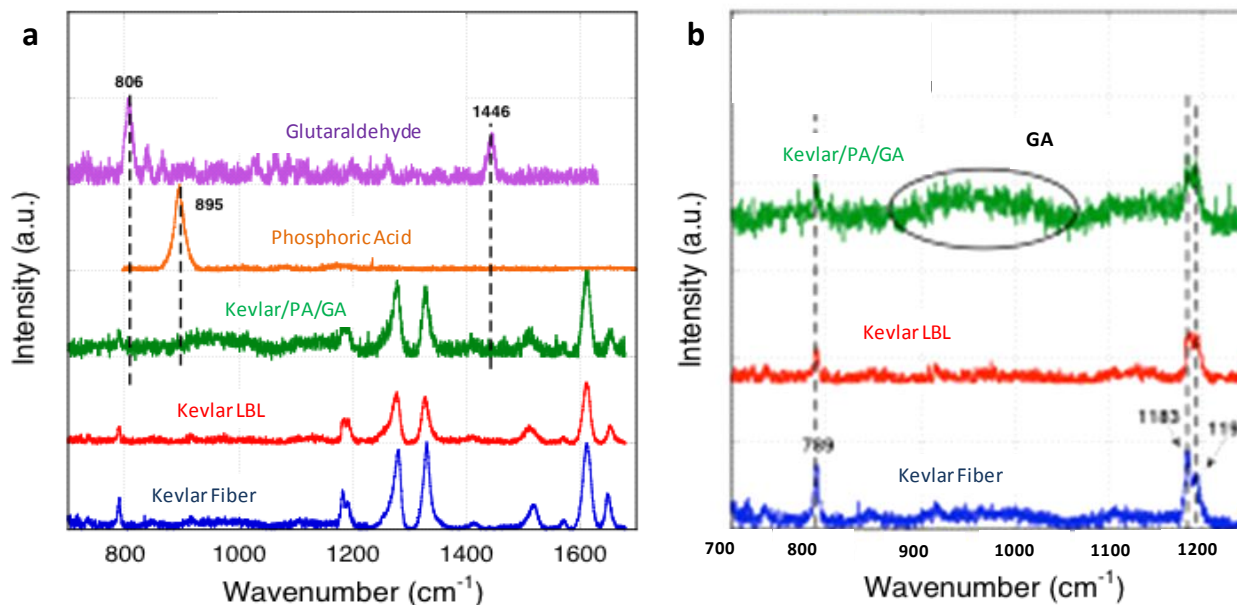 a
806
1446
Glutaraldehyde
895
Phosphoric Acid
Kevlar/PA/GA
Kevlar LBL
Kevlar Fiber
800 1000 1200 1400 1600
Wavenumber (cm⁻¹)
Intensity (a.u.)
b
GA
Kevlar/PA/GA
Kevlar LBL
1183
119
789
Kevlar Fiber
700 800 900 1000 1100 1200
Wavenumber (cm⁻¹)
Intensity (a.u.)